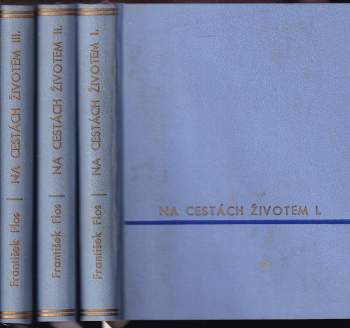 František Flos | NA CESTÁCH ŽIVOTEM III.
František Flos | NA CESTÁCH ŽIVOTEM II.
František Flos | NA CESTÁCH ŽIVOTEM I.
NA CESTÁCH ŽIVOTEM I.